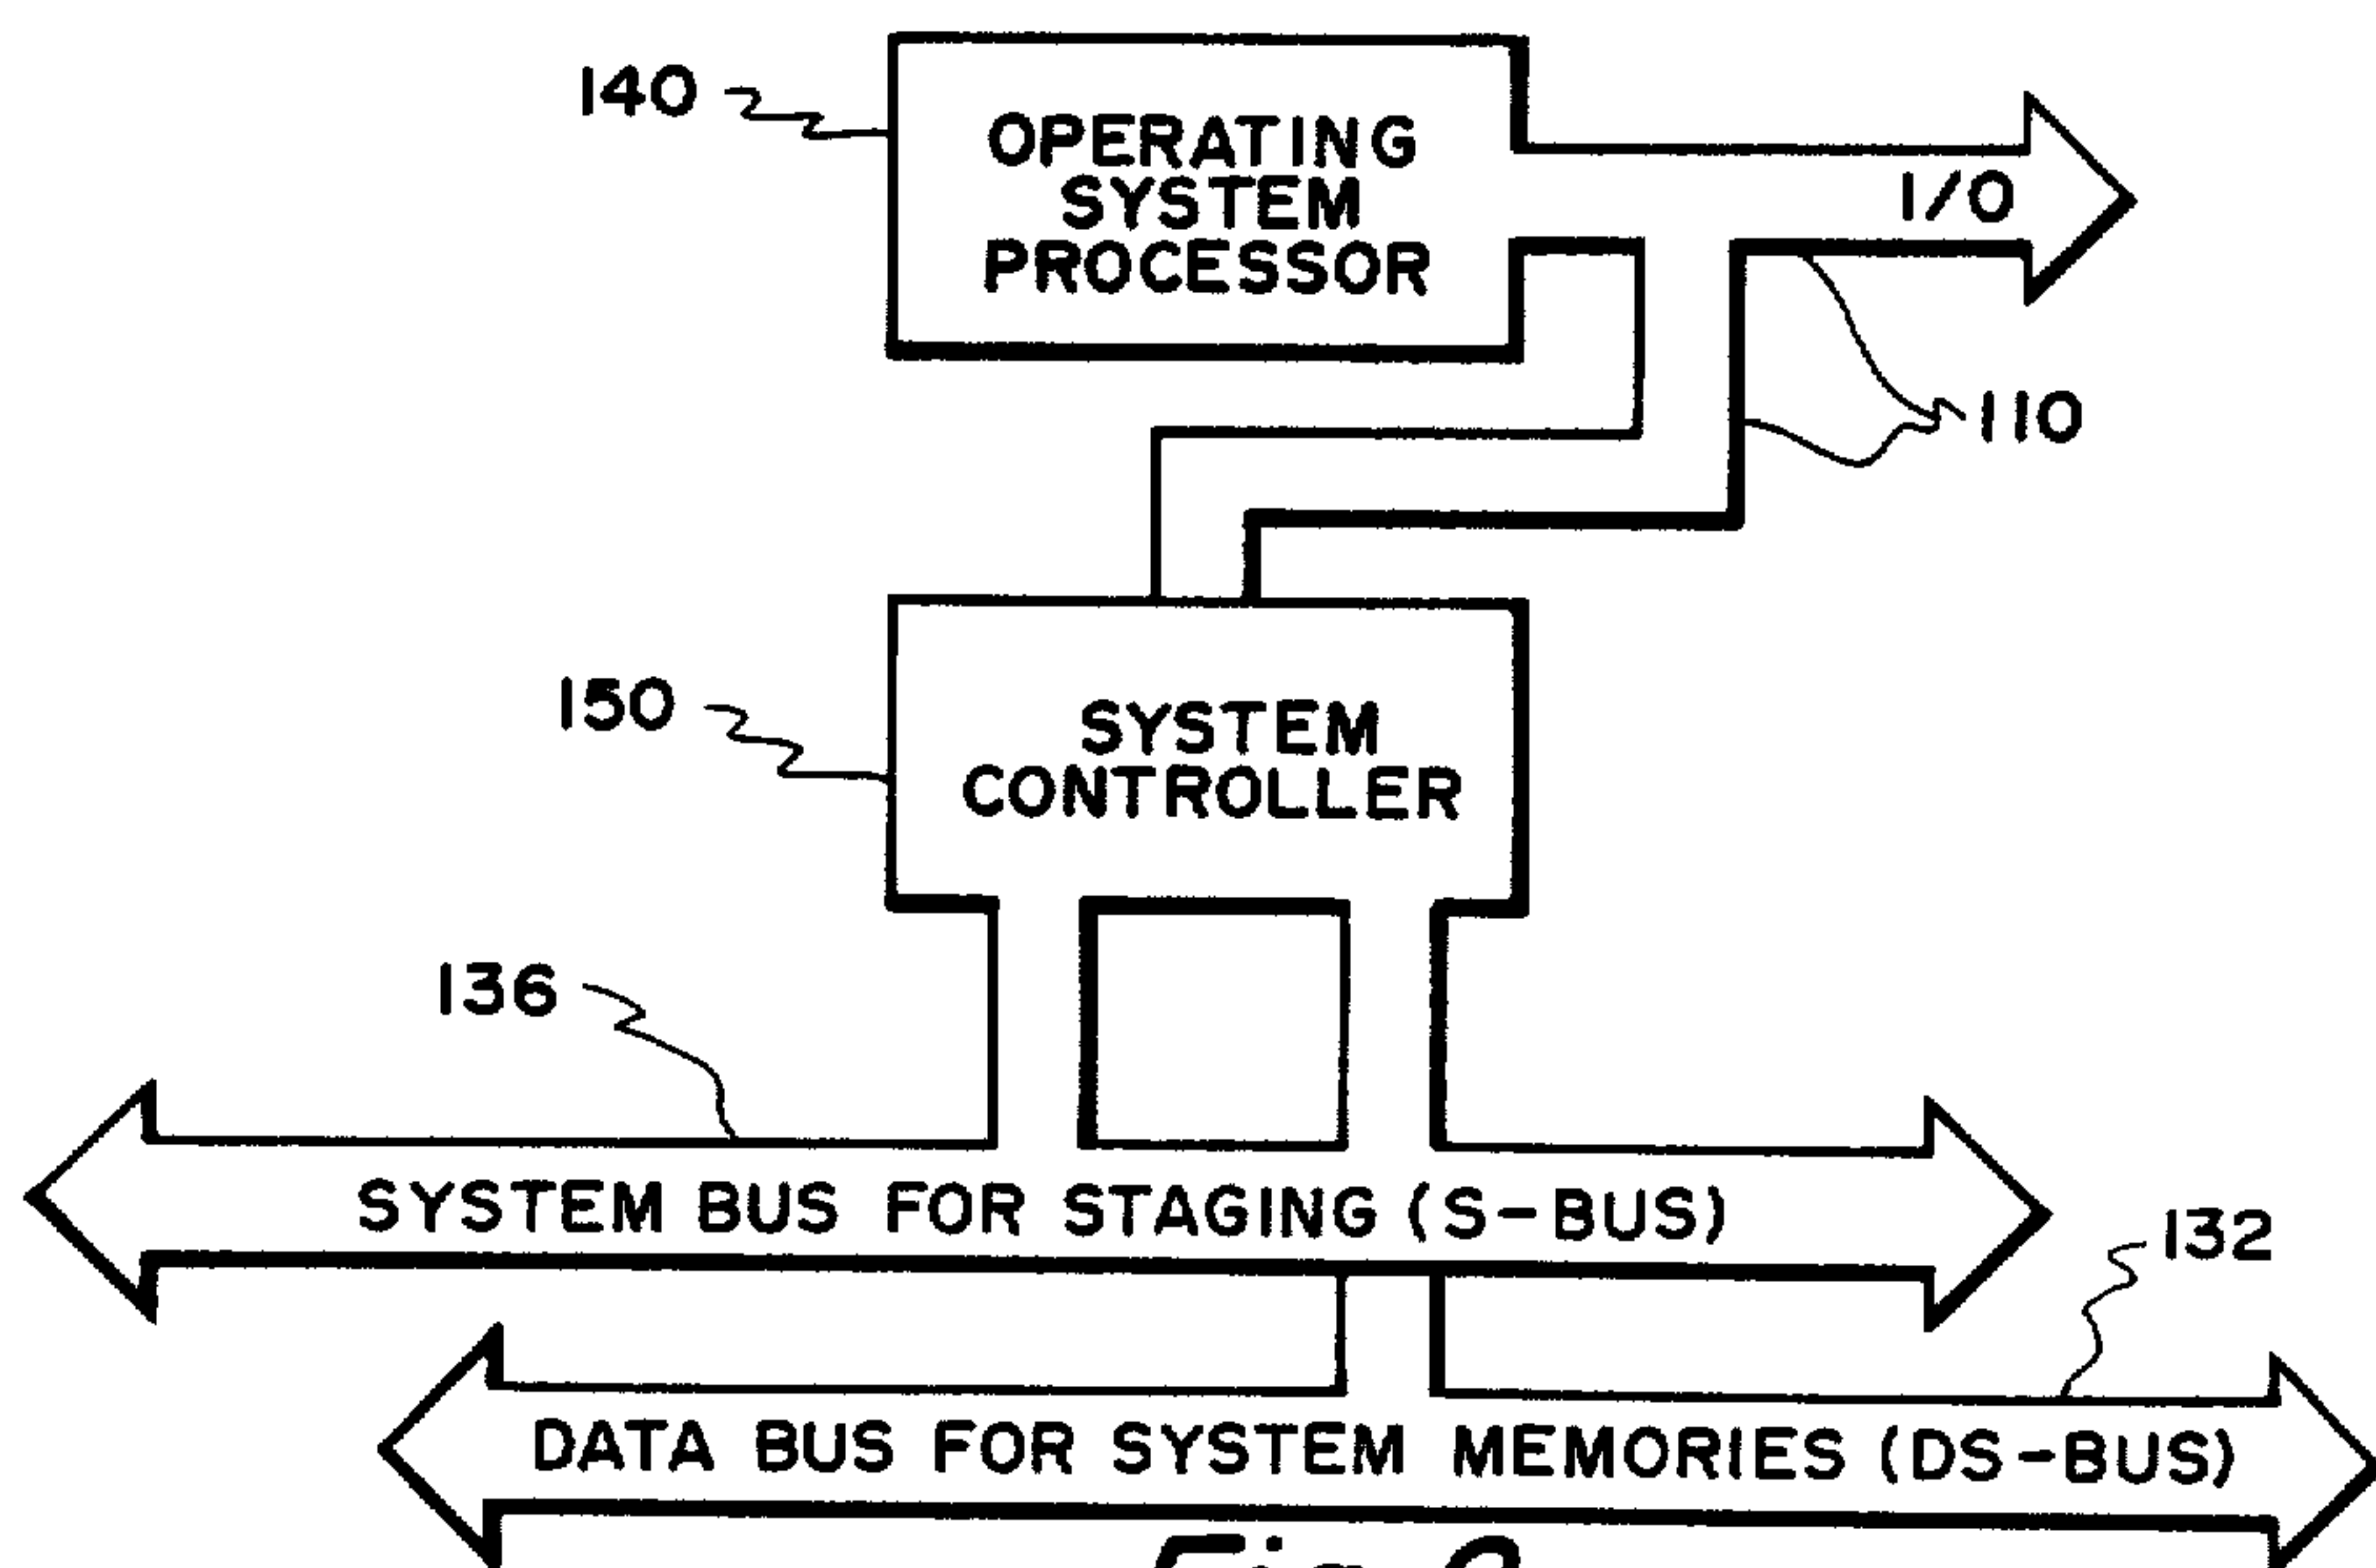 140
OPERATING
SYSTEM
PROCESSOR
I/O
110
150
SYSTEM
CONTROLLER
136
SYSTEM BUS FOR STAGING (S-BUS)
132
DATA BUS FOR SYSTEM MEMORIES (DS-BUS)